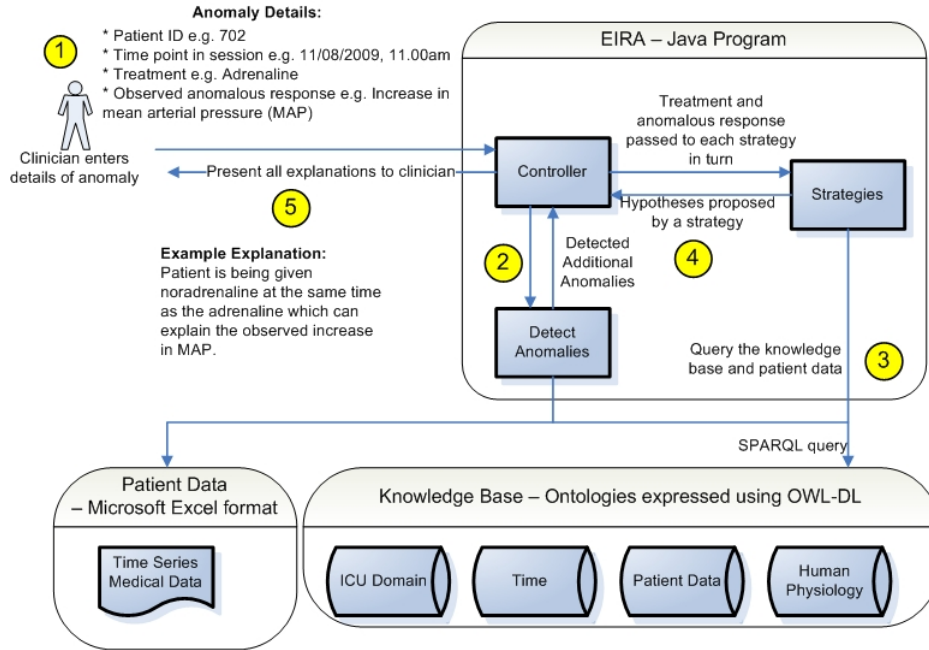 Anomaly Details:
1
* Patient ID e.g. 702
* Time point in session e.g. 11/08/2009, 11.00am
* Treatment e.g. Adrenaline
* Observed anomalous response e.g. Increase in
mean arterial pressure (MAP)
Clinician enters
details of anomaly
EIRA – Java Program
Treatment and
anomalous response
passed to each strategy
in turn
Controller
Strategies
Present all explanations to clinician
5
Hypotheses proposed
by a strategy
4
Example Explanation:
Patient is being given
noradrenaline at the same time
as the adrenaline which can
explain the observed increase
in MAP.
2
Detected
Additional
Anomalies
Detect
Anomalies
Query the knowledge
base and patient data
3
SPARQL query
Patient Data
– Microsoft Excel format
Time Series
Medical Data
Knowledge Base – Ontologies expressed using OWL-DL
ICU Domain
Time
Patient Data
Human
Physiology